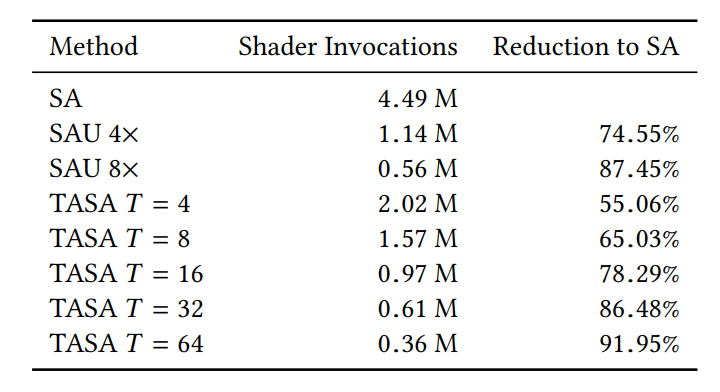 Method Shader Invocations Reduction to SA
SA 4.49 M
SAU 4× 1.14 M 74.55%
SAU 8× 0.56 M 87.45%
TASA T = 4 2.02 M 55.06%
TASA T = 8 1.57 M 65.03%
TASA T = 16 0.97 M 78.29%
TASA T = 32 0.61 M 86.48%
TASA T = 64 0.36 M 91.95%